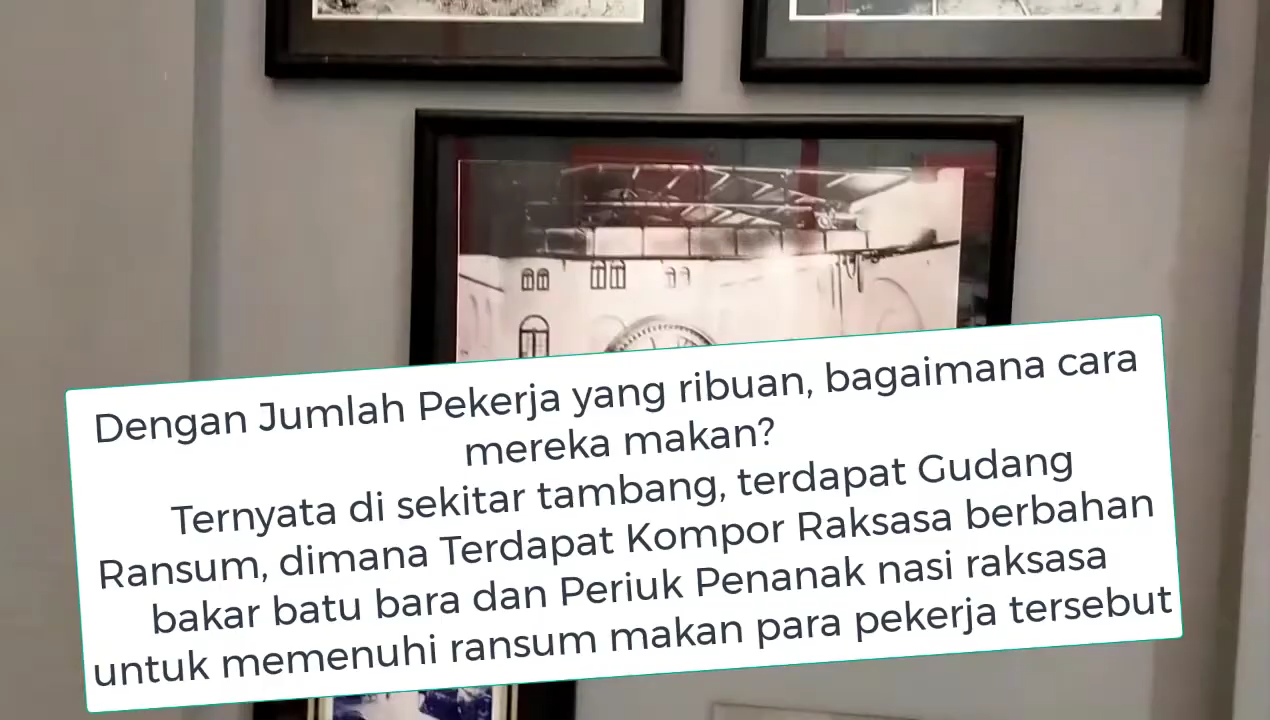 Dengan Jumlah Pekerja yang ribuan, bagaimana cara
mereka makan?
Ternyata di sekitar tambang, terdapat Gudang
Ransum, dimana Terdapat Kompor Raksasa berbahan
bakar batu bara dan Periuk Penanak nasi raksasa
untuk memenuhi ransum makan para pekerja tersebut